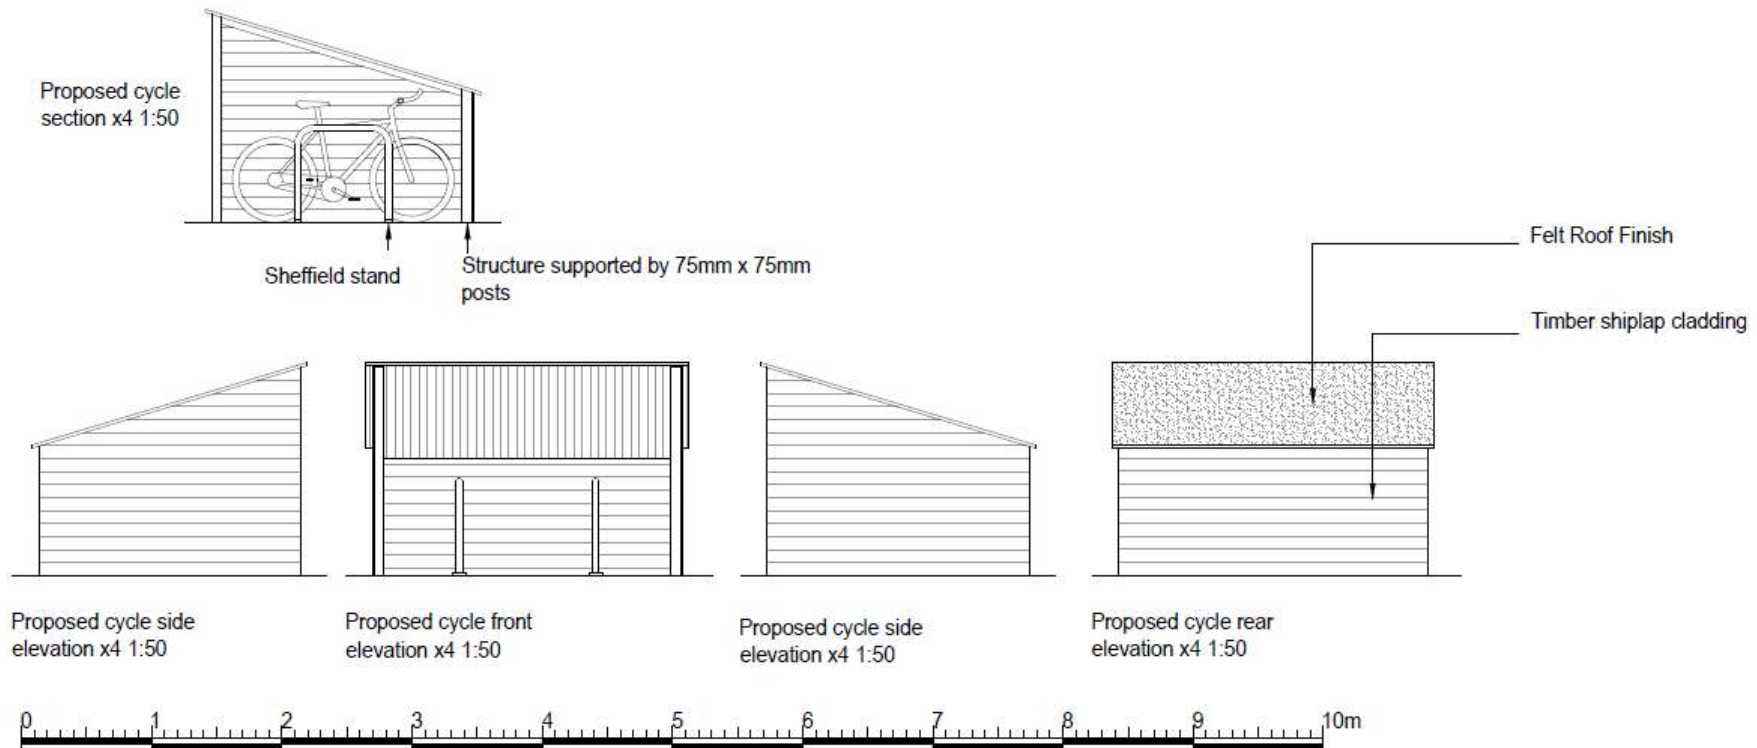 Proposed cycle
section x4 1:50
Sheffield stand
Structure supported by 75mm x 75mm
posts
Felt Roof Finish
Timber shiplap cladding
Proposed cycle side
elevation x4 1:50
Proposed cycle front
elevation x4 1:50
Proposed cycle side
elevation x4 1:50
Proposed cycle rear
elevation x4 1:50
0 1 2 3 4 5 6 7 8 9 10m